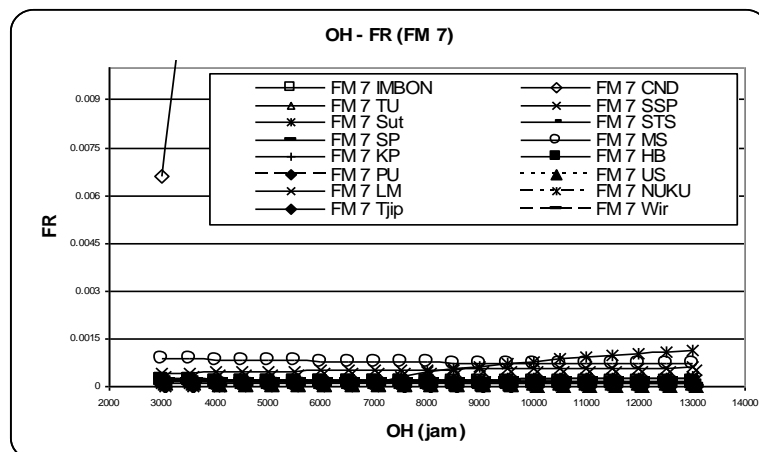 OH - FR (FM 7)
FM 7 IMBON
FM 7 CND
FM 7 TU
FM 7 SSP
FM 7 Sut
FM 7 STS
FM 7 SP
FM 7 MS
FM 7 KP
FM 7 HB
FM 7 PU
FM 7 US
FM 7 LM
FM 7 NUKU
FM 7 Tjip
FM 7 Wir
FR
0.009
0.0075
0.006
0.0045
0.003
0.0015
0
2000 3000 4000 5000 6000 7000 8000 9000 10000 11000 12000 13000 14000
OH (jam)